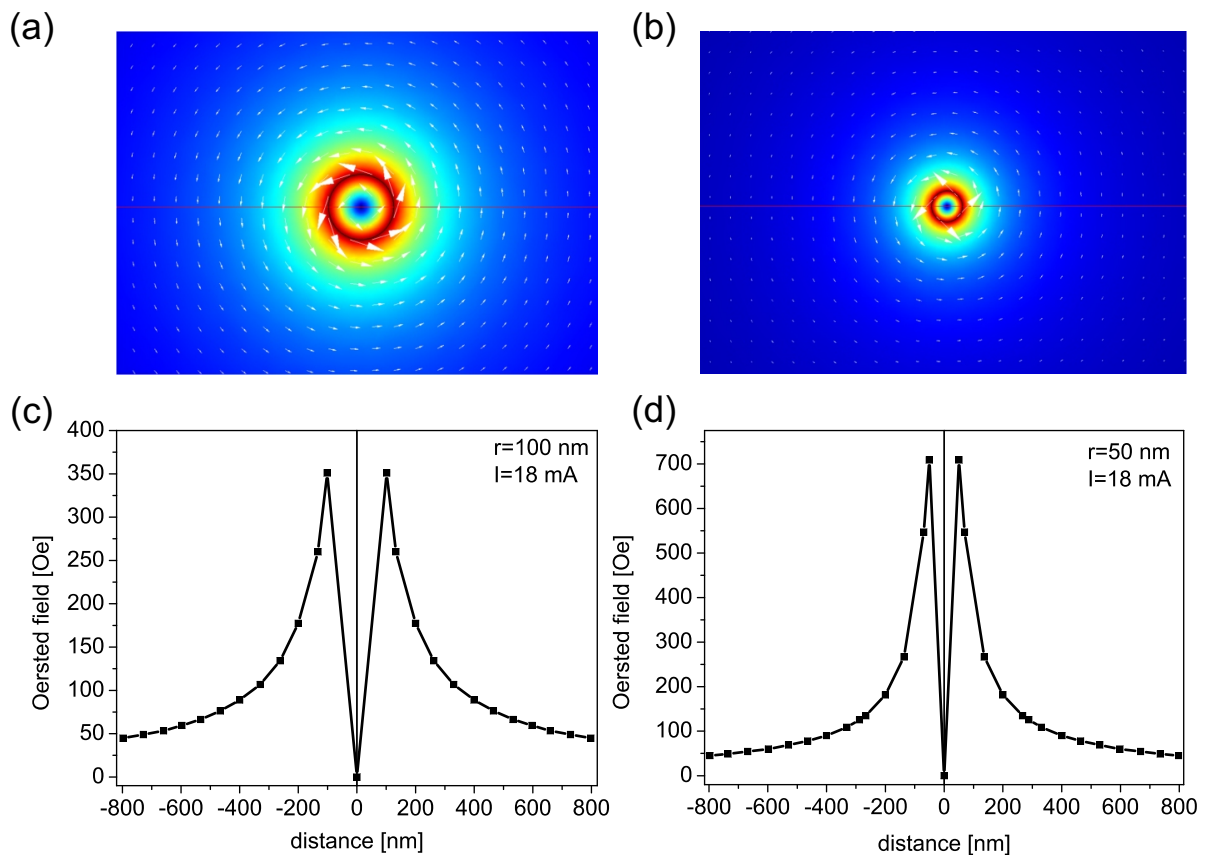 (a)
(b)
(c)
400
350
300
250
200
150
100
50
0
Oersted field [Oe]
r=100 nm
I=18 mA
-800 -600 -400 -200 0 200 400 600 800
distance [nm]
(d)
700
600
500
400
300
200
100
0
Oersted field [Oe]
r=50 nm
I=18 mA
-800 -600 -400 -200 0 200 400 600 800
distance [nm]